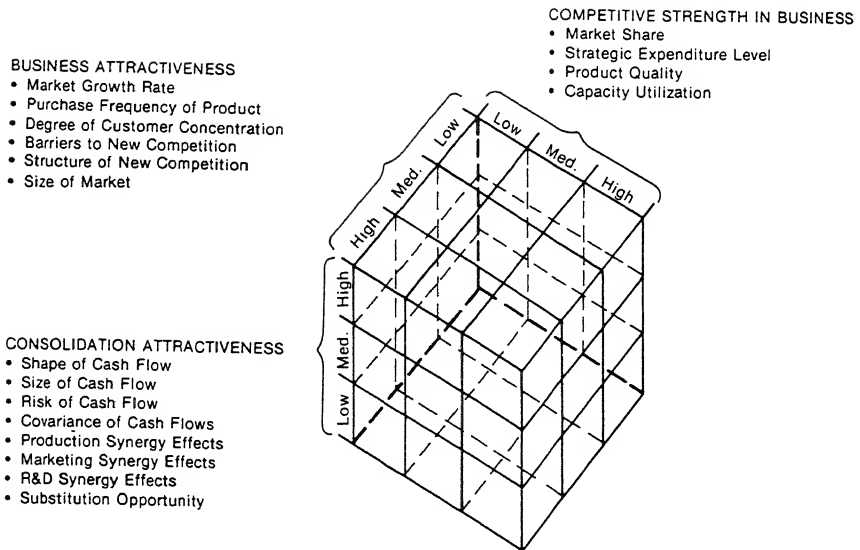 COMPETITIVE STRENGTH IN BUSINESS
• Market Share
• Strategic Expenditure Level
• Product Quality
• Capacity Utilization
BUSINESS ATTRACTIVENESS
• Market Growth Rate
• Purchase Frequency of Product
• Degree of Customer Concentration
• Barriers to New Competition
• Structure of New Competition
• Size of Market
Low
Med.
High
Low
Med.
High
High
Med.
Low
CONSOLIDATION ATTRACTIVENESS
• Shape of Cash Flow
• Size of Cash Flow
• Risk of Cash Flow
• Covariance of Cash Flows
• Production Synergy Effects
• Marketing Synergy Effects
• R&D Synergy Effects
• Substitution Opportunity